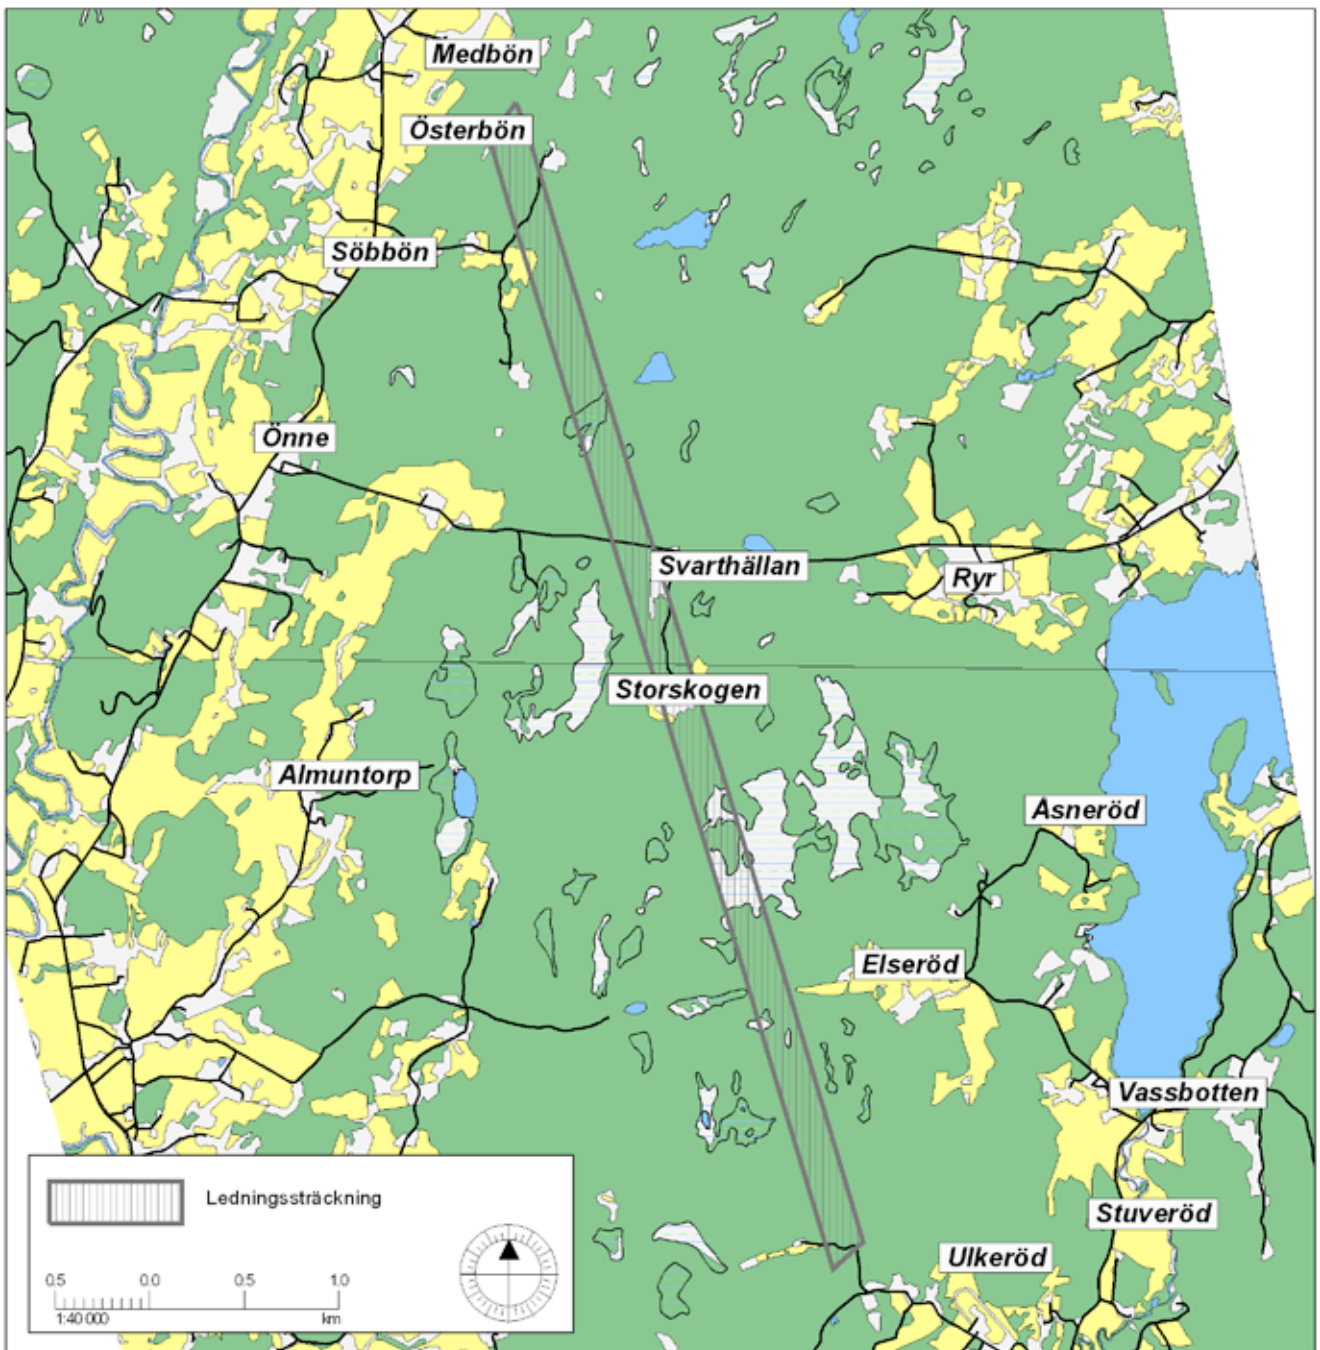 Medbön
Österbön
Söbbön
Önne
Svarthällan
Ryr
Storskogen
Almuntorp
Åsneröd
Elseröd
Vassbotten
Stuveröd
Ulkeröd
Ledningssträckning
0.5 0.0 0.5 1.0
1:40 000 km